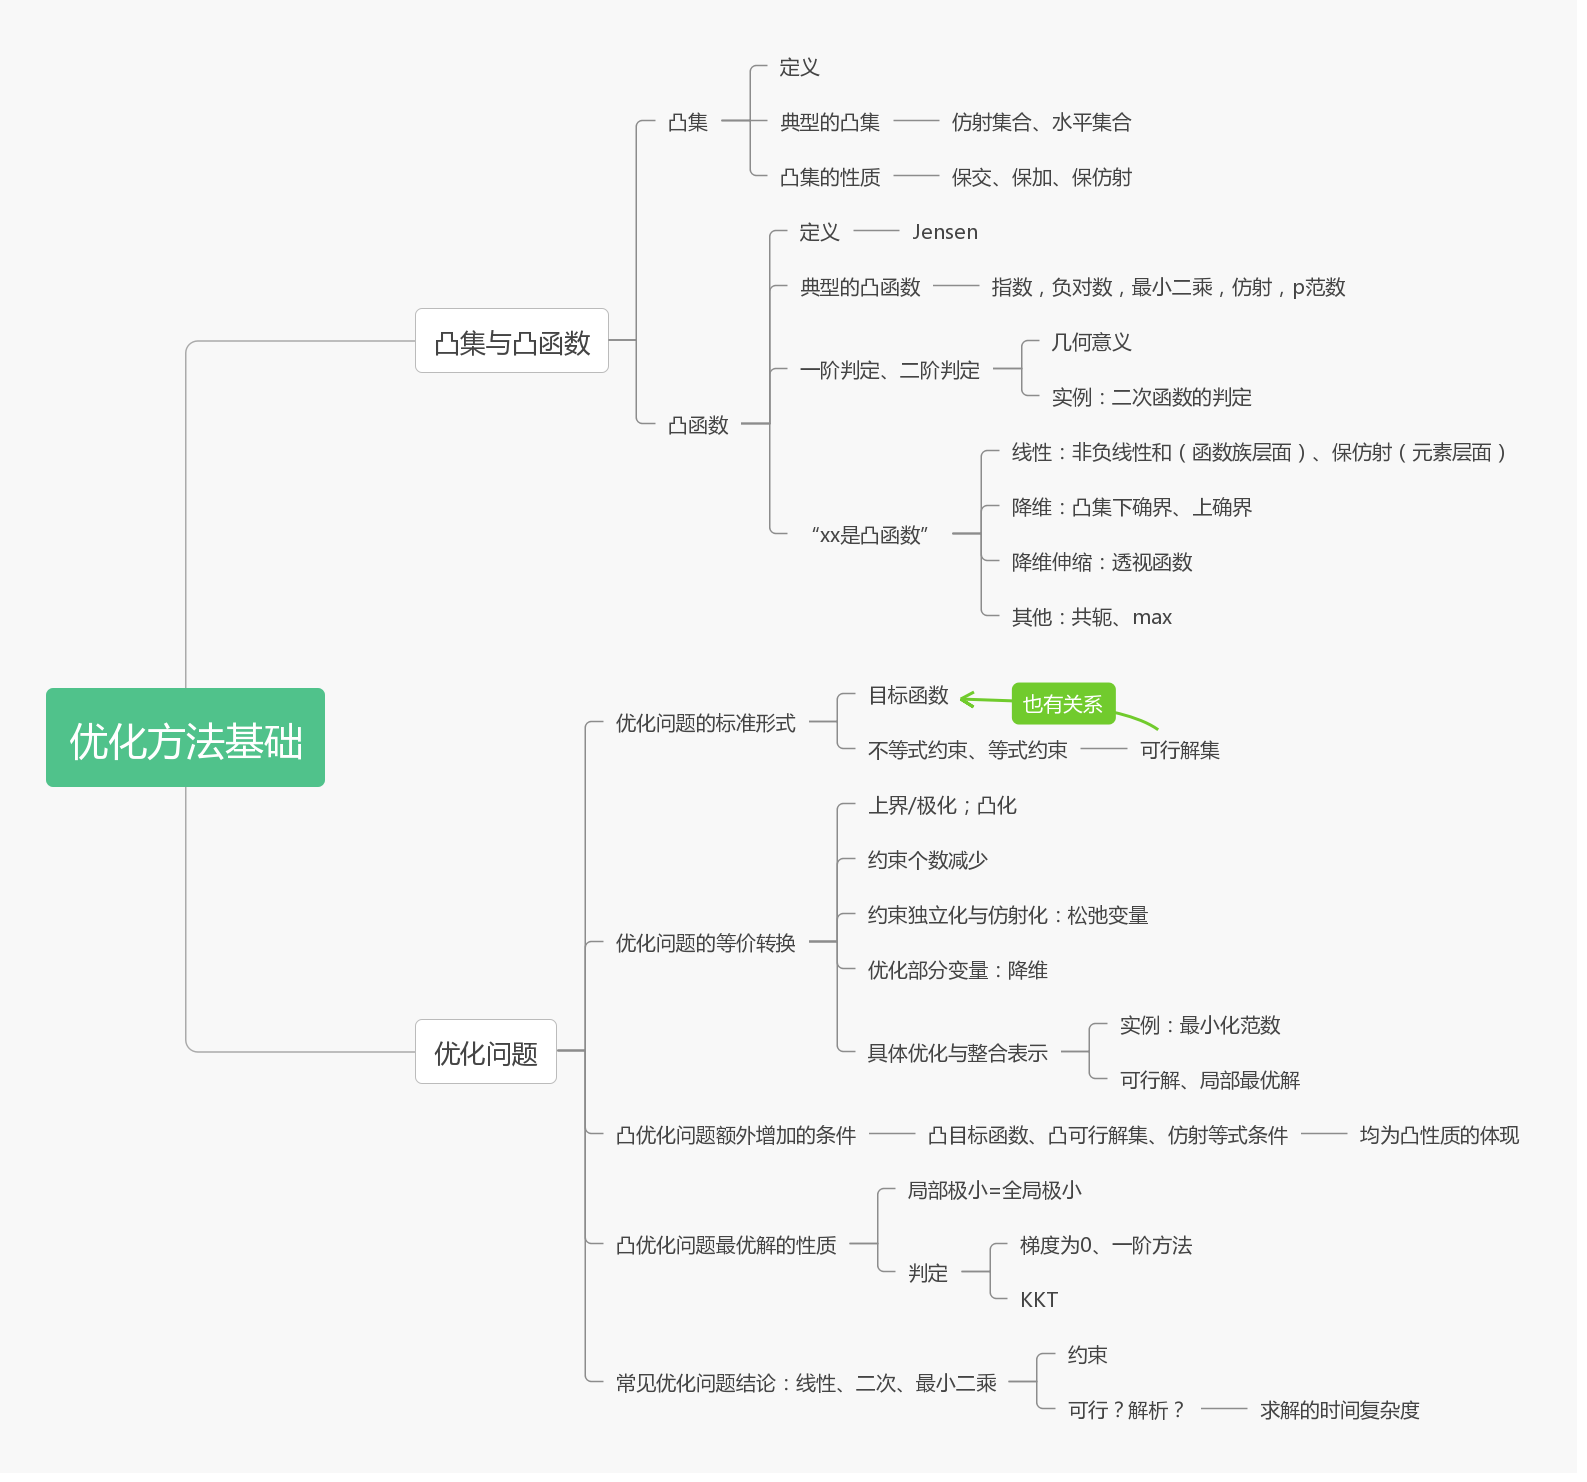 优化方法基础
凸集与凸函数
凸集
定义
典型的凸集
仿射集合、水平集合
凸集的性质
保交、保加、保仿射
凸函数
定义
Jensen
典型的凸函数
指数，负对数，最小二乘，仿射，p范数
一阶判定、二阶判定
几何意义
实例：二次函数的判定
“xx是凸函数”
线性：非负线性和（函数族层面）、保仿射（元素层面）
降维：凸集下确界、上确界
降维伸缩：透视函数
其他：共轭、max
优化问题
优化问题的标准形式
目标函数
也有关系
不等式约束、等式约束
可行解集
优化问题的等价转换
上界/极化；凸化
约束个数减少
约束独立化与仿射化：松弛变量
优化部分变量：降维
具体优化与整合表示
实例：最小化范数
可行解、局部最优解
凸优化问题额外增加的条件
凸目标函数、凸可行解集、仿射等式条件
均为凸性质的体现
凸优化问题最优解的性质
局部极小=全局极小
判定
梯度为0、一阶方法
KKT
常见优化问题结论：线性、二次、最小二乘
约束
可行？解析？
求解的时间复杂度